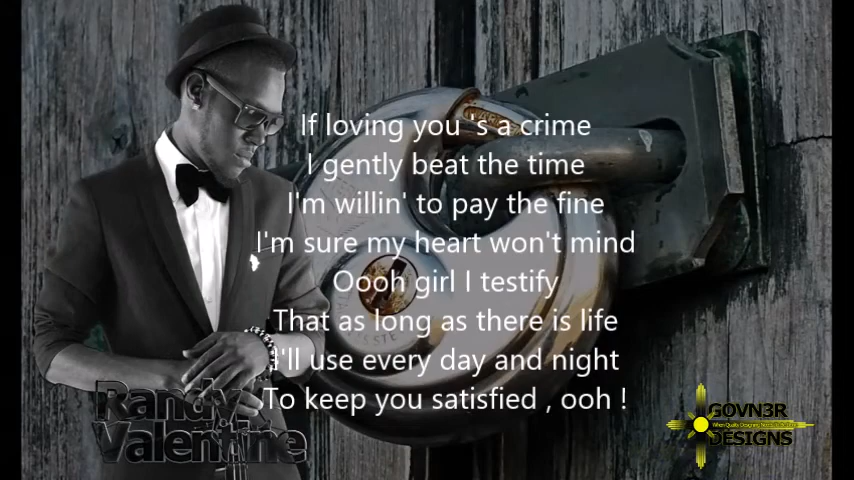 If loving you 's a crime
I gently beat the time
I'm willin' to pay the fine
I'm sure my heart won't mind
Oooh girl I testify
That as long as there is life
I'll use every day and night
To keep you satisfied , ooh !
Randy
Valentine
GOVN3R
DESIGNS